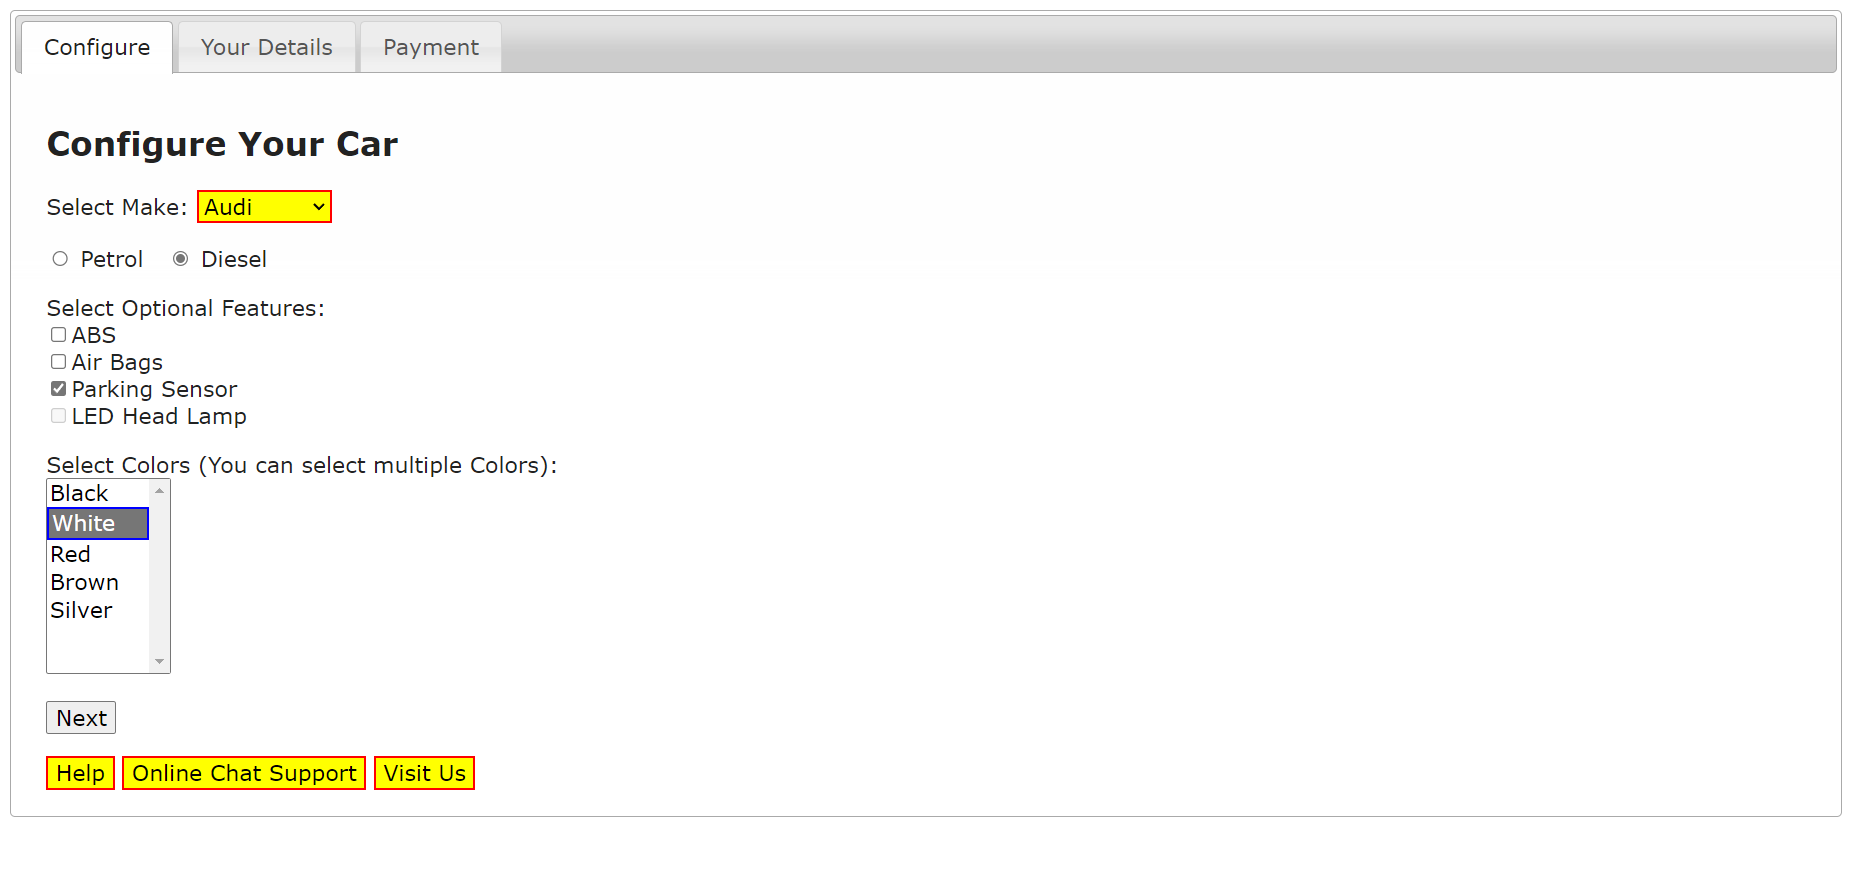 Configure Your Details Payment
Configure Your Car
Select Make: Audi
Petrol Diesel
Select Optional Features:
ABS
Air Bags
Parking Sensor
LED Head Lamp
Select Colors (You can select multiple Colors):
Black
White
Red
Brown
Silver
Next
Help Online Chat Support Visit Us